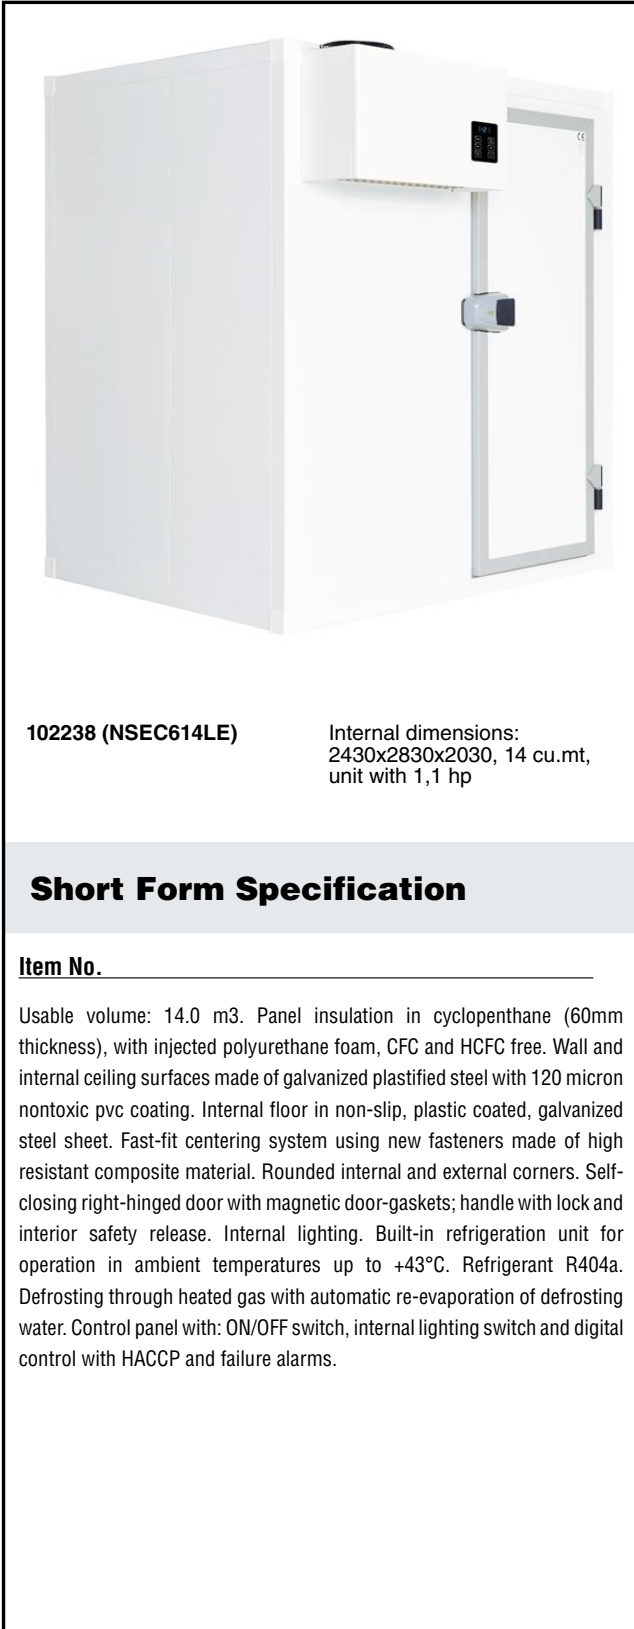 102238 (NSEC614LE)
Internal dimensions:
2430x2830x2030, 14 cu.mt,
unit with 1,1 hp
Short Form Specification
Item No.
Usable volume: 14.0 m3. Panel insulation in cyclopenthane (60mm
thickness), with injected polyurethane foam, CFC and HCFC free. Wall and
internal ceiling surfaces made of galvanized plastified steel with 120 micron
nontoxic pvc coating. Internal floor in non-slip, plastic coated, galvanized
steel sheet. Fast-fit centering system using new fasteners made of high
resistant composite material. Rounded internal and external corners. Self-
closing right-hinged door with magnetic door-gaskets; handle with lock and
interior safety release. Internal lighting. Built-in refrigeration unit for
operation in ambient temperatures up to +43°C. Refrigerant R404a.
Defrosting through heated gas with automatic re-evaporation of defrosting
water. Control panel with: ON/OFF switch, internal lighting switch and digital
control with HACCP and failure alarms.